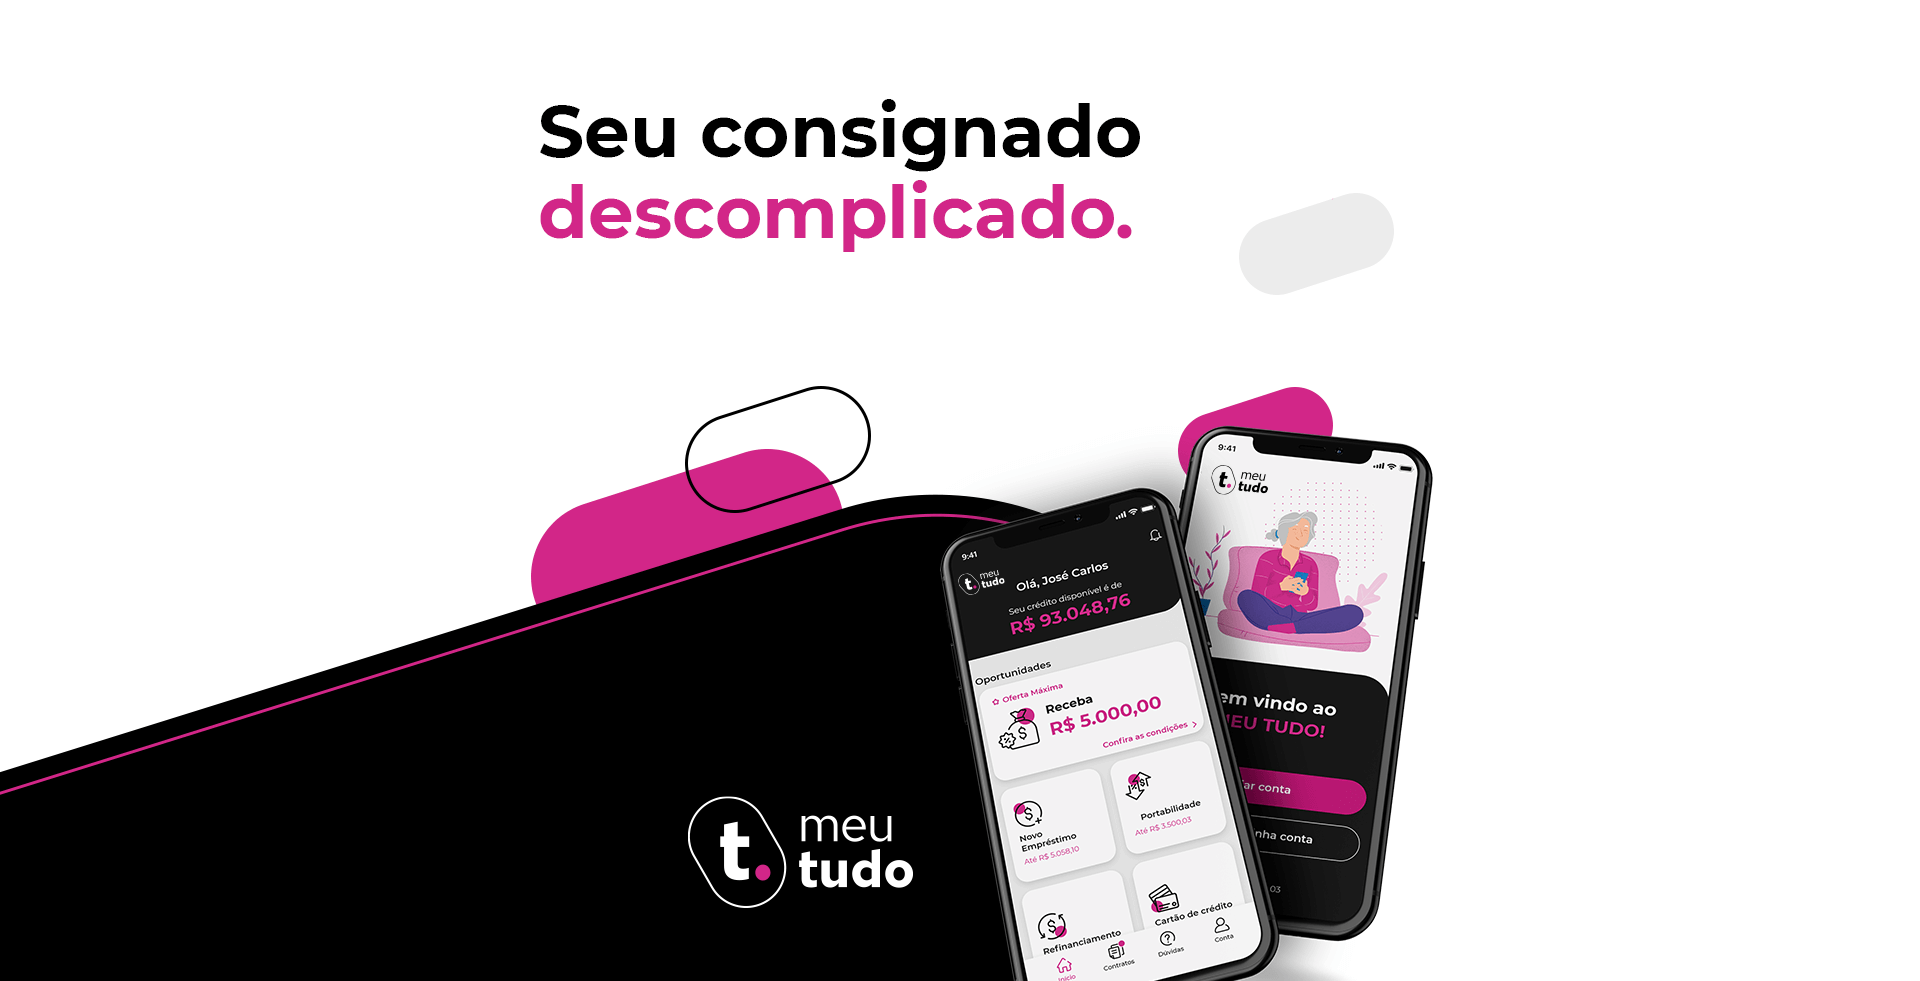 Seu consignado
descomplicado.
meu
tudo
t.
9:41
meu
tudo
t.
Olá, José Carlos
Seu crédito disponível é de
R$ 93.048,76
Oportunidades
Oferta Máxima
Receba
R$ 5.000,00
Confira as condições
Novo
Empréstimo
Até R$ 5.058,10
Portabilidade
Até R$ 3.500,03
Refinanciamento
Cartão de crédito
Início
Contratos
Dúvidas
Conta
9:41
meu
tudo
t.
em vindo ao
EU TUDO!
iar conta
nha conta
03